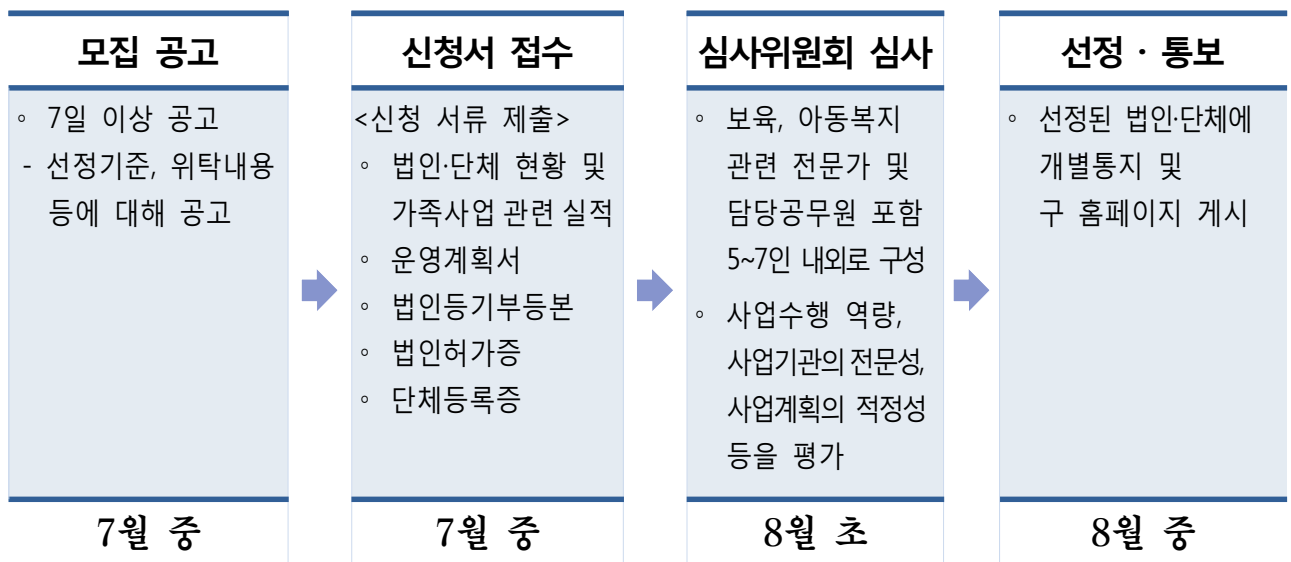 모집 공고
◦ 7일 이상 공고
- 선정기준, 위탁내용
등에 대해 공고
7월 중
신청서 접수
<신청 서류 제출>
◦ 법인·단체 현황 및
가족사업 관련 실적
◦ 운영계획서
◦ 법인등기부등본
◦ 법인허가증
◦ 단체등록증
7월 중
심사위원회 심사
◦ 보육, 아동복지
관련 전문가 및
담당공무원 포함
5~7인 내외로 구성
◦ 사업수행 역량,
사업기관의 전문성,
사업계획의 적정성
등을 평가
8월 초
선정 · 통보
◦ 선정된 법인·단체에
개별통지 및
구 홈페이지 게시
8월 중